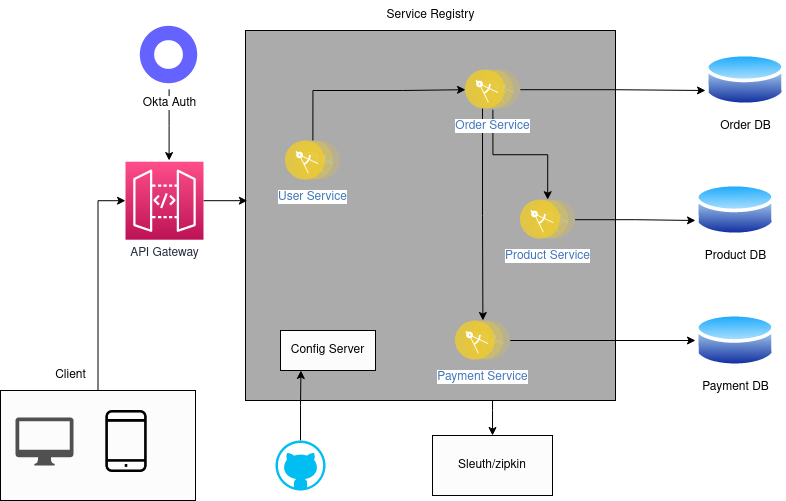 Service Registry
Okta Auth
Order Service
Order DB
User Service
API Gateway
</>
Product Service
Product DB
Config Server
Client
Payment Service
Payment DB
Sleuth/zipkin